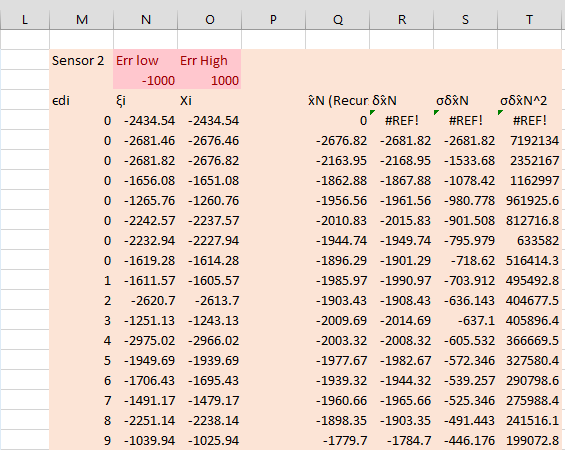 L M N O P Q R S T
Sensor 2 Err low Err High
-1000 1000
ϵdi ξi Xi x̂N (Recur δx̂N σδx̂N σδx̂N^2
0 -2434.54 -2434.54 0 #REF! #REF! #REF!
0 -2681.46 -2676.46 -2676.82 -2681.82 -2681.82 7192134
0 -2681.82 -2676.82 -2163.95 -2168.95 -1533.68 2352167
0 -1656.08 -1651.08 -1862.88 -1867.88 -1078.42 1162997
0 -1265.76 -1260.76 -1956.56 -1961.56 -980.778 961925.6
0 -2242.57 -2237.57 -2010.83 -2015.83 -901.508 812716.8
0 -2232.94 -2227.94 -1944.74 -1949.74 -795.979 633582
0 -1619.28 -1614.28 -1896.29 -1901.29 -718.62 516414.3
1 -1611.57 -1605.57 -1985.97 -1990.97 -703.912 495492.8
2 -2620.7 -2613.7 -1903.43 -1908.43 -636.143 404677.5
3 -1251.13 -1243.13 -2009.69 -2014.69 -637.1 405896.4
4 -2975.02 -2966.02 -2003.32 -2008.32 -605.532 366669.5
5 -1949.69 -1939.69 -1977.67 -1982.67 -572.346 327580.4
6 -1706.43 -1695.43 -1939.32 -1944.32 -539.257 290798.6
7 -1491.17 -1479.17 -1960.66 -1965.66 -525.346 275988.4
8 -2251.14 -2238.14 -1898.35 -1903.35 -491.443 241516.1
9 -1039.94 -1025.94 -1779.7 -1784.7 -446.176 199072.8